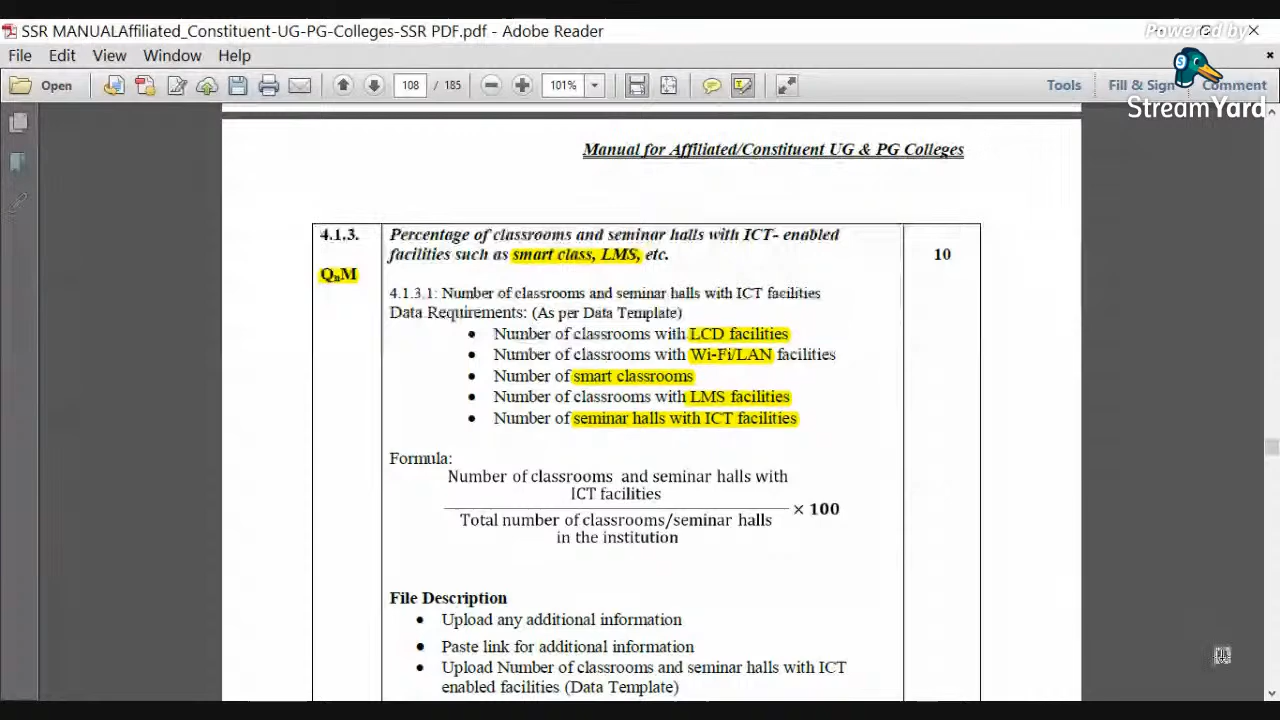 SSR MANUALAffiliated_Constituent-UG-PG-Colleges-SSR PDF.pdf - Adobe Reader
Powered by
File Edit View Window Help
Open 108 / 185 101% Tools Fill & Sign Comment
StreamYard
Manual for Affiliated/Constituent UG & PG Colleges
4.1.3. Percentage of classrooms and seminar halls with ICT- enabled
facilities such as smart class, LMS, etc. 10
QnM
4.1.3.1: Number of classrooms and seminar halls with ICT facilities
Data Requirements: (As per Data Template)
• Number of classrooms with LCD facilities
• Number of classrooms with Wi-Fi/LAN facilities
• Number of smart classrooms
• Number of classrooms with LMS facilities
• Number of seminar halls with ICT facilities
Formula:
Number of classrooms and seminar halls with
ICT facilities
× 100
Total number of classrooms/seminar halls
in the institution
File Description
• Upload any additional information
• Paste link for additional information
• Upload Number of classrooms and seminar halls with ICT
enabled facilities (Data Template)